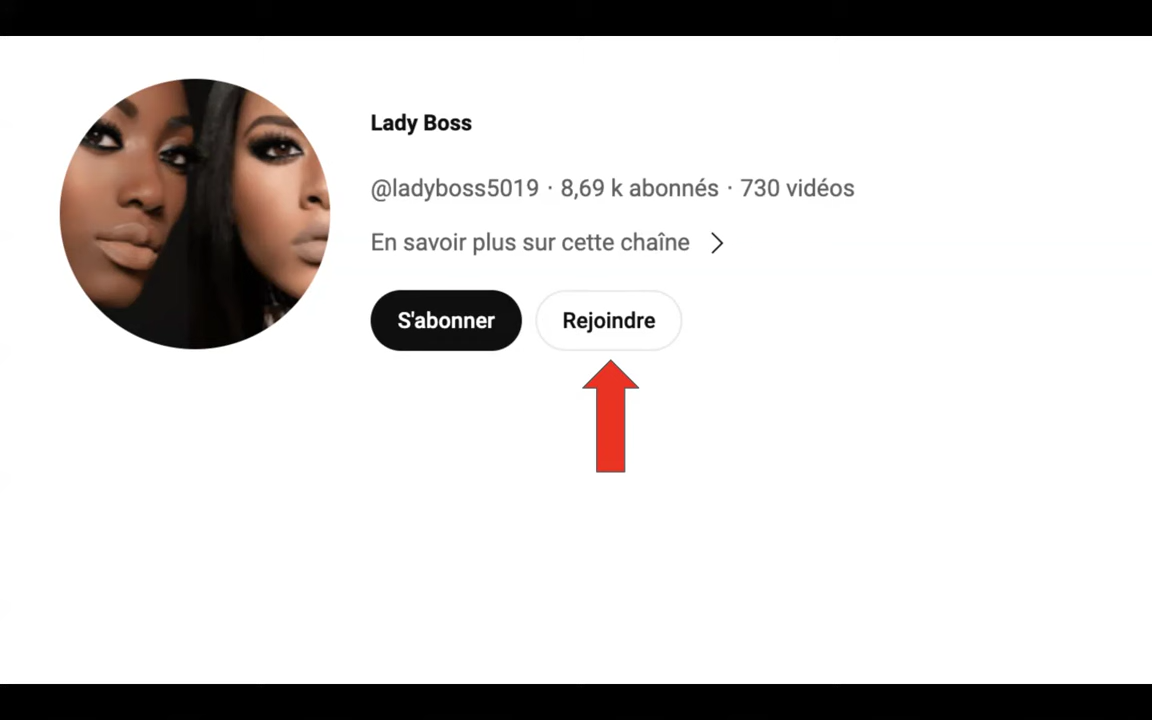 Lady Boss
@ladyboss5019 · 8,69 k abonnés · 730 vidéos
En savoir plus sur cette chaîne
S'abonner Rejoindre